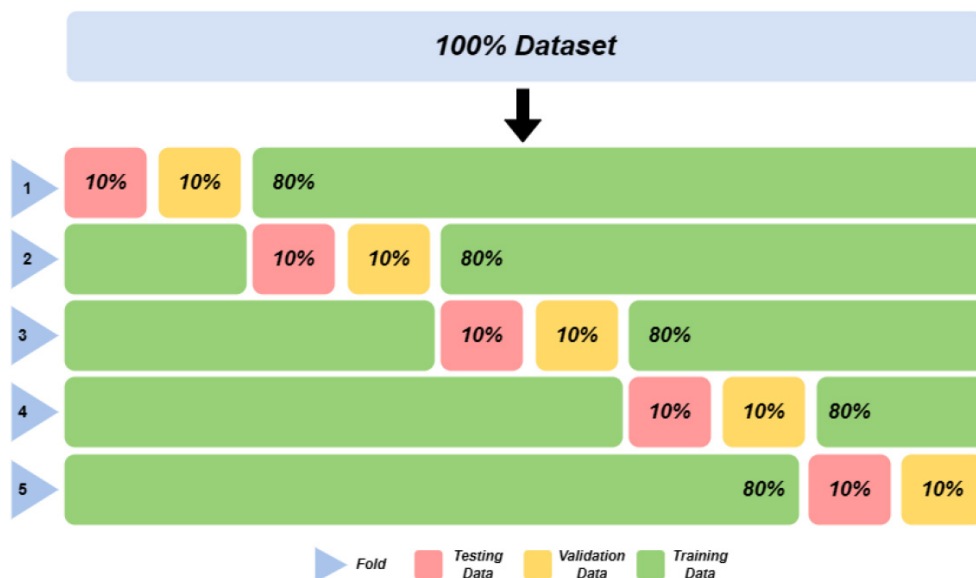 100% Dataset
1 10% 10% 80%
2 10% 10% 80%
3 10% 10% 80%
4 10% 10% 80%
5 80% 10% 10%
Fold Testing Validation Training
Data Data Data